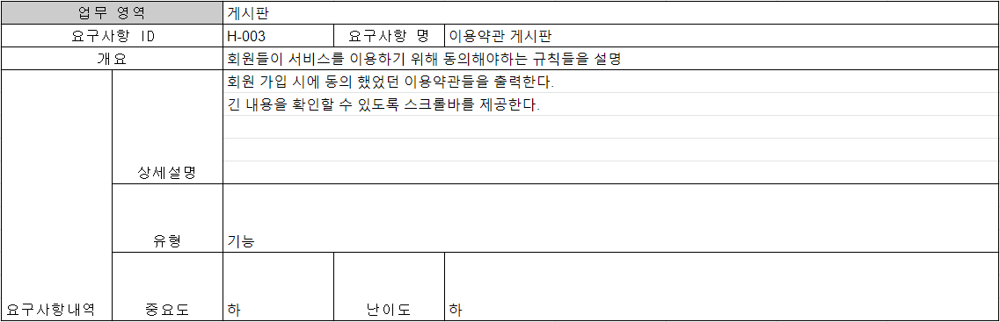 업무 영역 게시판
요구사항 ID H-003 요구사항 명 이용약관 게시판
개요 회원들이 서비스를 이용하기 위해 동의해야하는 규칙들을 설명
회원 가입 시에 동의 했었던 이용약관들을 출력한다.
긴 내용을 확인할 수 있도록 스크롤바를 제공한다.
상세설명
유형 기능
요구사항내역 중요도 하 난이도 하